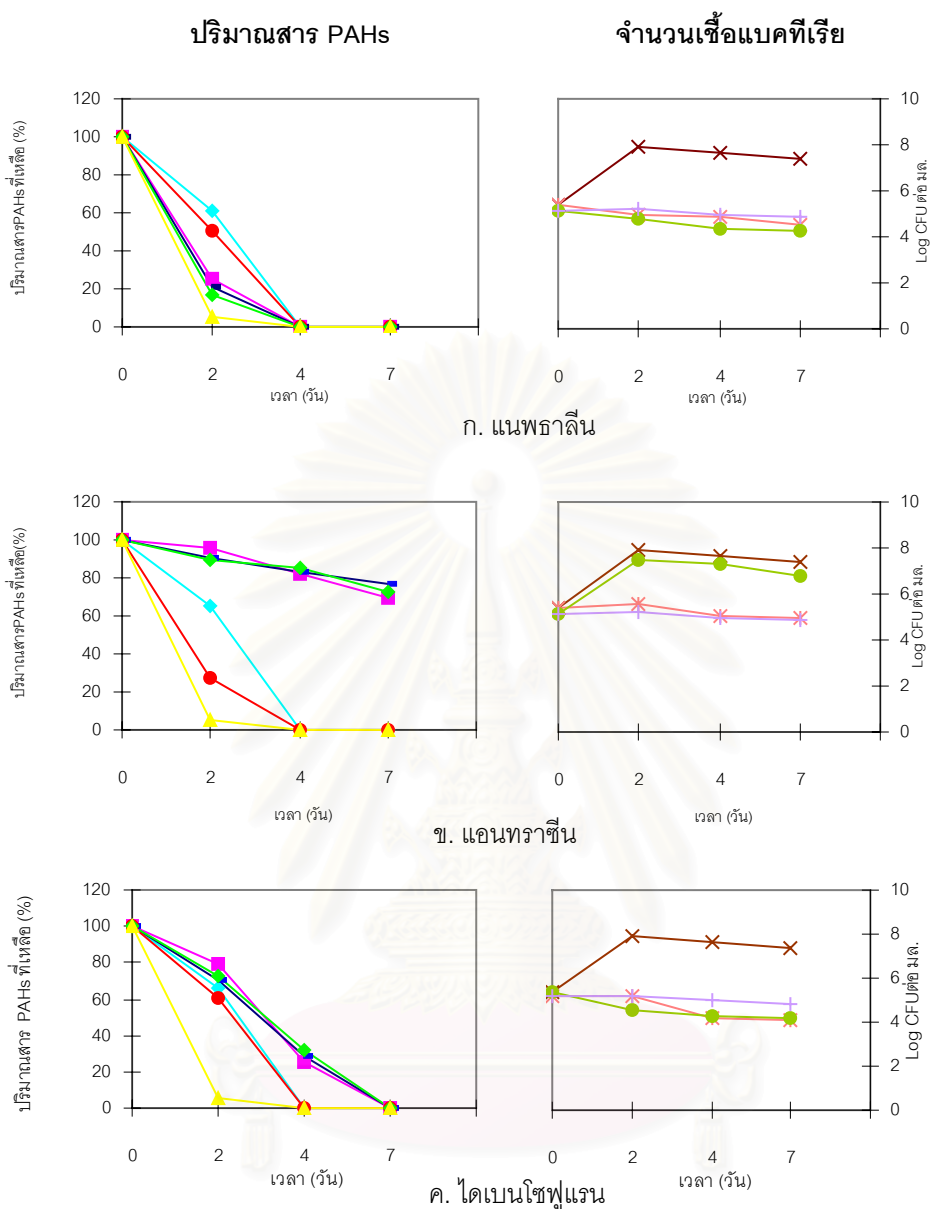 ปริมาณสาร PAHs
จำนวนเชื้อแบคทีเรีย
ปริมาณสารPAHsที่เหลือ (%)
120
100
80
60
40
20
0
0 2 4 7
เวลา (วัน)
10
8
6
4
2
0
Log CFU ต่อ มล.
0 2 4 7
เวลา (วัน)
ก. แนพธาลีน
ปริมาณสารPAHsที่เหลือ(%)
120
100
80
60
40
20
0
0 2 4 7
เวลา (วัน)
10
8
6
4
2
0
Log CFU ต่อ มล.
0 2 4 7
เวลา (วัน)
ข. แอนทราซีน
ปริมาณสาร PAHs ที่เหลือ (%)
120
100
80
60
40
20
0
0 2 4 7
เวลา (วัน)
10
8
6
4
2
0
Log CFUต่อ มล.
0 2 4 7
เวลา (วัน)
ค. ไดเบนโซฟูแรน